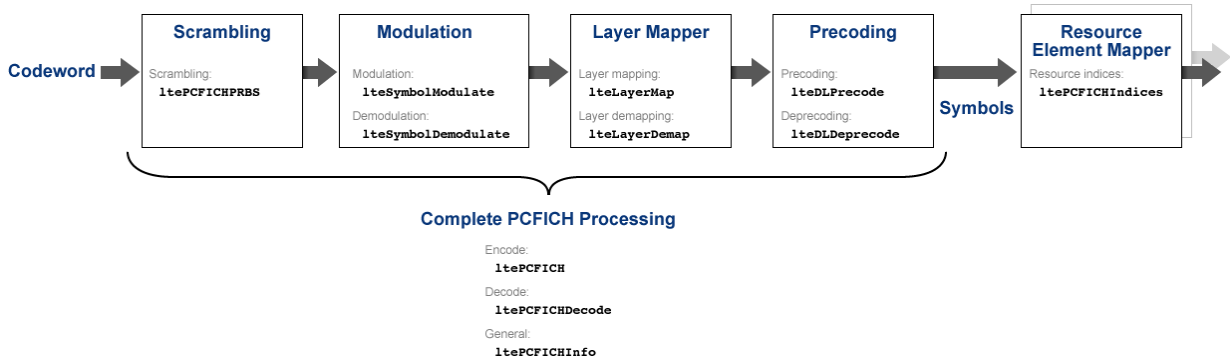 Codeword
Scrambling
Scrambling:
ltePCFICHPRBS
Modulation
Modulation:
lteSymbolModulate
Demodulation:
lteSymbolDemodulate
Layer Mapper
Layer mapping:
lteLayerMap
Layer demapping:
lteLayerDemap
Precoding
Precoding:
lteDLPrecode
Deprecoding:
lteDLDeprecode
Symbols
Resource
Element Mapper
Resource indices:
ltePCFICHIndices
Complete PCFICH Processing
Encode:
ltePCFICH
Decode:
ltePCFICHDecode
General:
ltePCFICHInfo